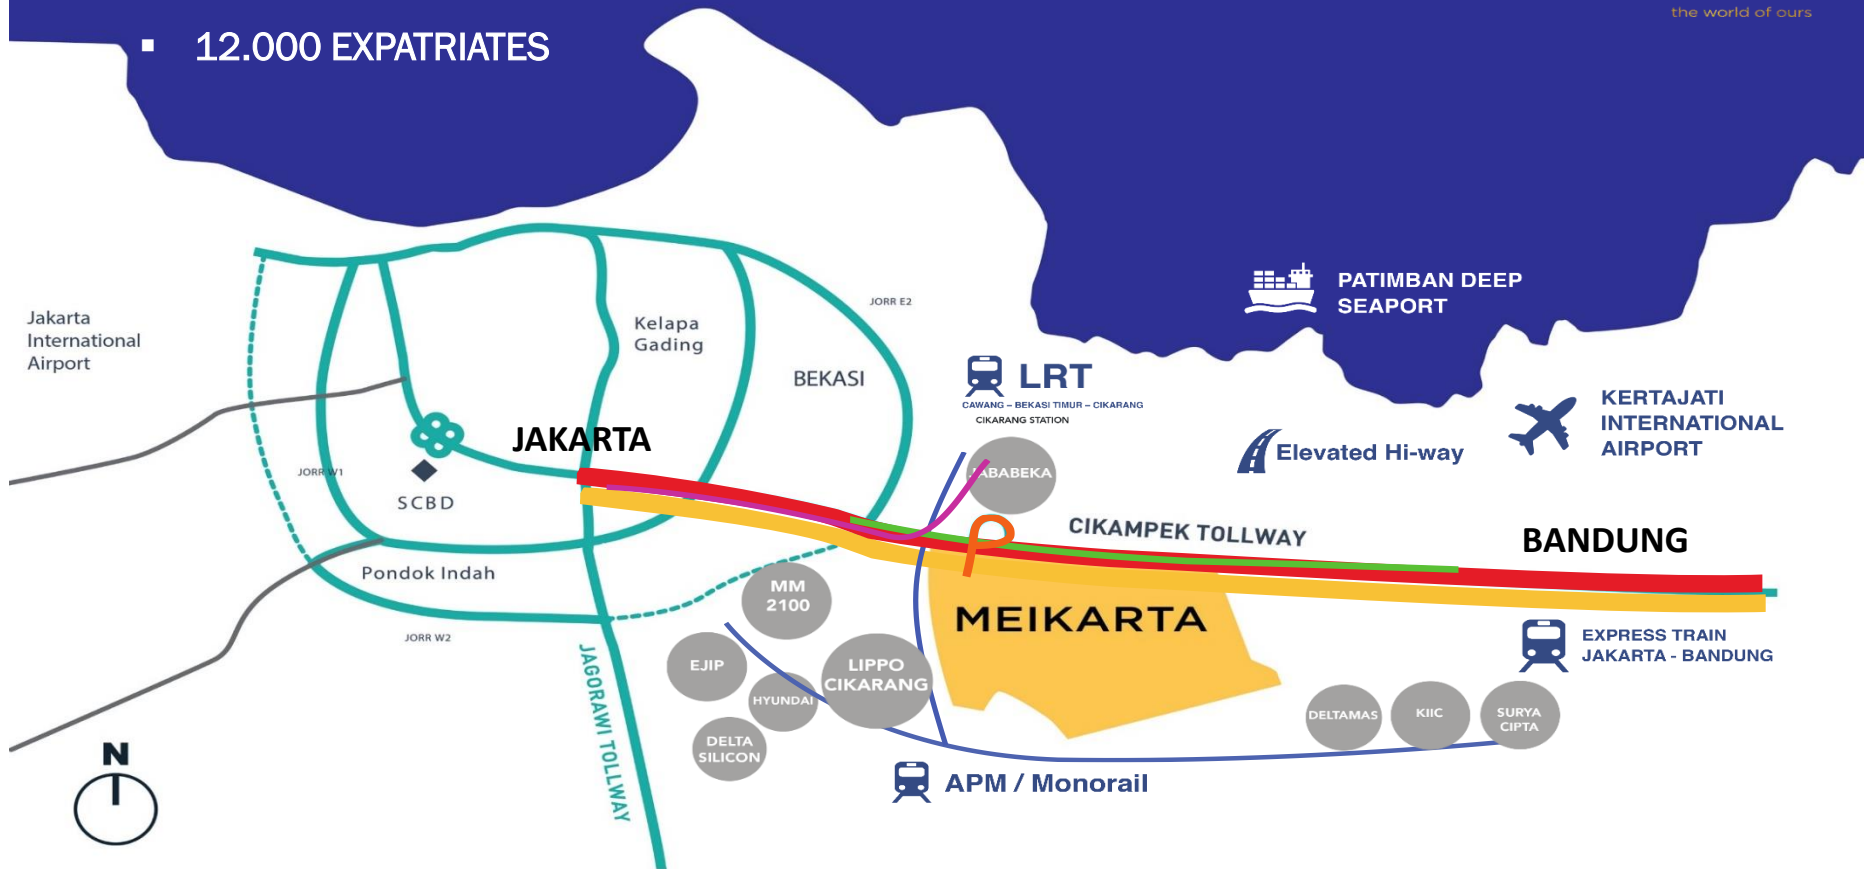 the world of ours
▪ 12.000 EXPATRIATES
PATIMBAN DEEP
SEAPORT
JORR E2
Jakarta
International
Airport
Kelapa
Gading
BEKASI
LRT
CAWANG – BEKASI TIMUR – CIKARANG
CIKARANG STATION
KERTAJATI
INTERNATIONAL
AIRPORT
Elevated Hi-way
JAKARTA
JORR W1
SCBD
JABABEKA
CIKAMPEK TOLLWAY
BANDUNG
Pondok Indah
MM
2100
MEIKARTA
JORR W2
EJIP
LIPPO
CIKARANG
HYUNDAI
DELTA
SILICON
JAGORAWI TOLLWAY
EXPRESS TRAIN
JAKARTA - BANDUNG
DELTAMAS
KIIC
SURYA
CIPTA
N
APM / Monorail